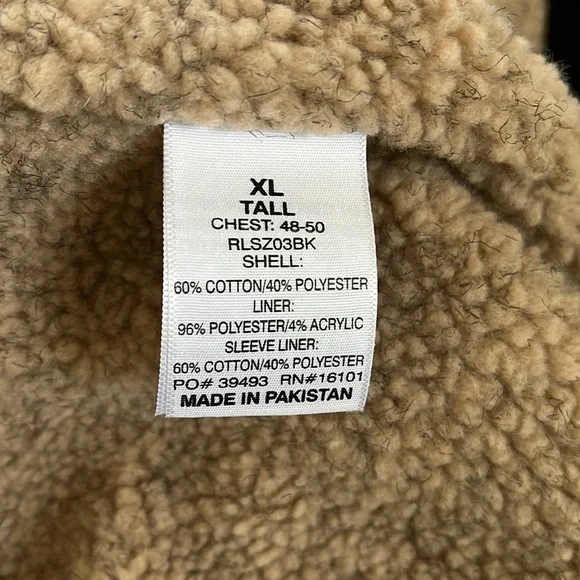 XL
TALL
CHEST: 48-50
RLSZ03BK
SHELL:
60% COTTON/40% POLYESTER
LINER:
96% POLYESTER/4% ACRYLIC
SLEEVE LINER:
60% COTTON/40% POLYESTER
PO# 39493 RN#16101
MADE IN PAKISTAN